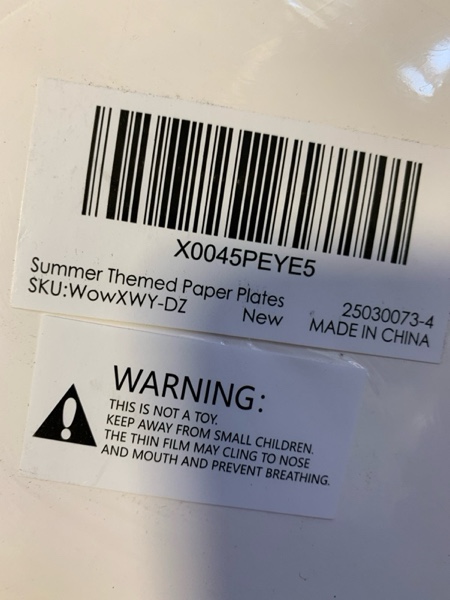 X0045PEYE5
Summer Themed Paper Plates
SKU:WowXWY-DZ
New
25030073-4
MADE IN CHINA
WARNING:
THIS IS NOT A TOY.
KEEP AWAY FROM SMALL CHILDREN.
THE THIN FILM MAY CLING TO NOSE
AND MOUTH AND PREVENT BREATHING.